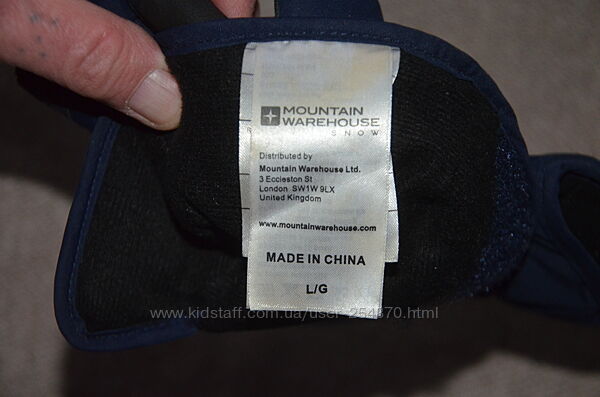 MOUNTAIN
WAREHOUSE
SNOW
Distributed by
Mountain Warehouse Ltd.
3 Eccleston St
London SW1W 9LX
United Kingdom
www.mountainwarehouse.com
MADE IN CHINA
L/G
www.kidstaff.com.ua/user-254870.html